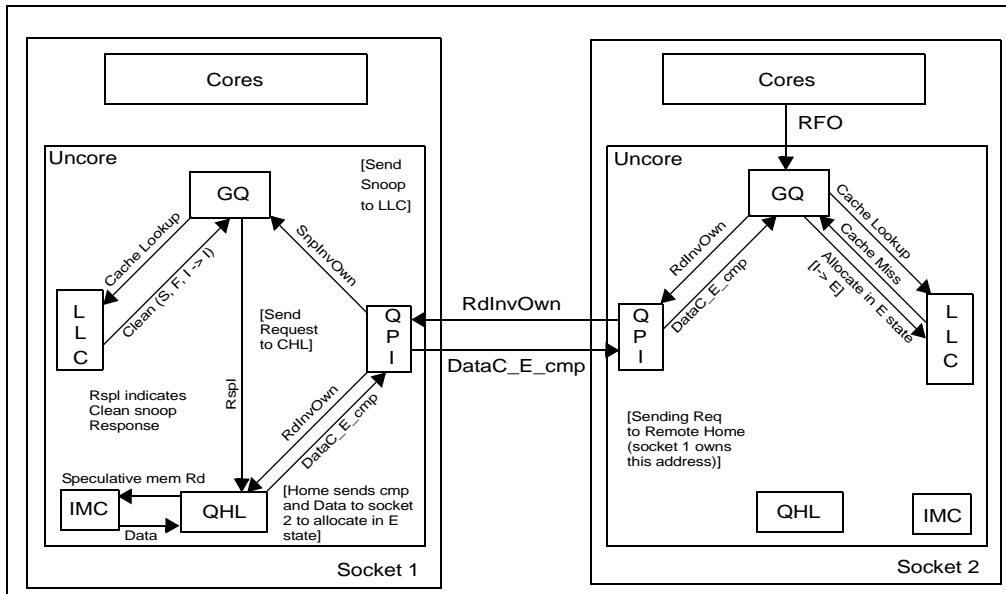 Cores
Uncore
[Send
Snoop
to LLC]
GQ
Cache Lookup
Clean (S, F, I -> I)
SnpInvOwn
L
L
C
[Send
Request
to CHL]
Q
P
I
RspI
RspI indicates
Clean snoop
Response
RdInvOwn
DataC_E_cmp
Speculative mem Rd
IMC
Data
QHL
[Home sends cmp
and Data to socket
2 to allocate in E
state]
Socket 1
RdInvOwn
DataC_E_cmp
Cores
RFO
Uncore
GQ
Cache Lookup
Cache Miss
Allocate in E state
[I-> E]
RdInvOwn
DataC_E_cmp
Q
P
I
L
L
C
[Sending Req
to Remote Home
(socket 1 owns
this address)]
QHL
IMC
Socket 2